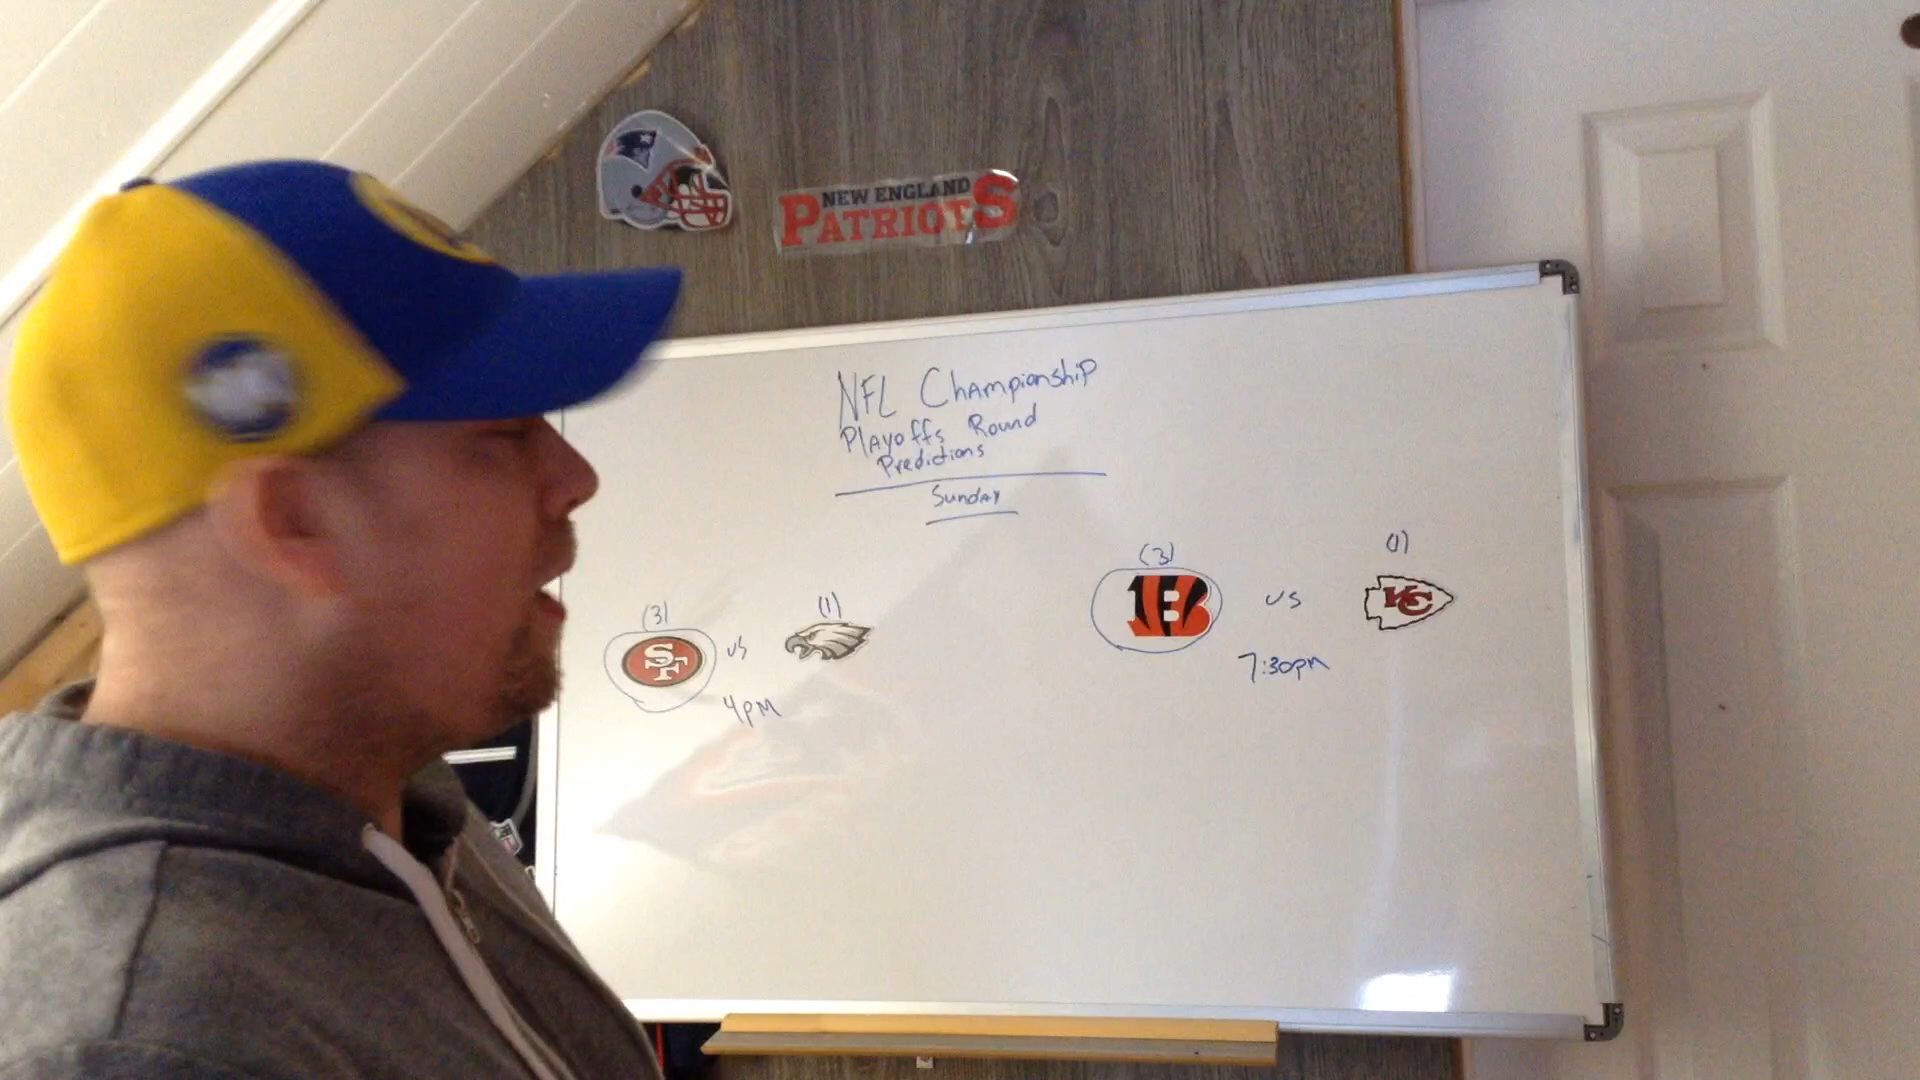 NEW ENGLAND
PATRIOTS
NFL Championship
Playoffs Round
Predictions
Sunday
(3)
(1)
(3)
(1)
SF
vs
B
vs
KC
4pm
7:30pm